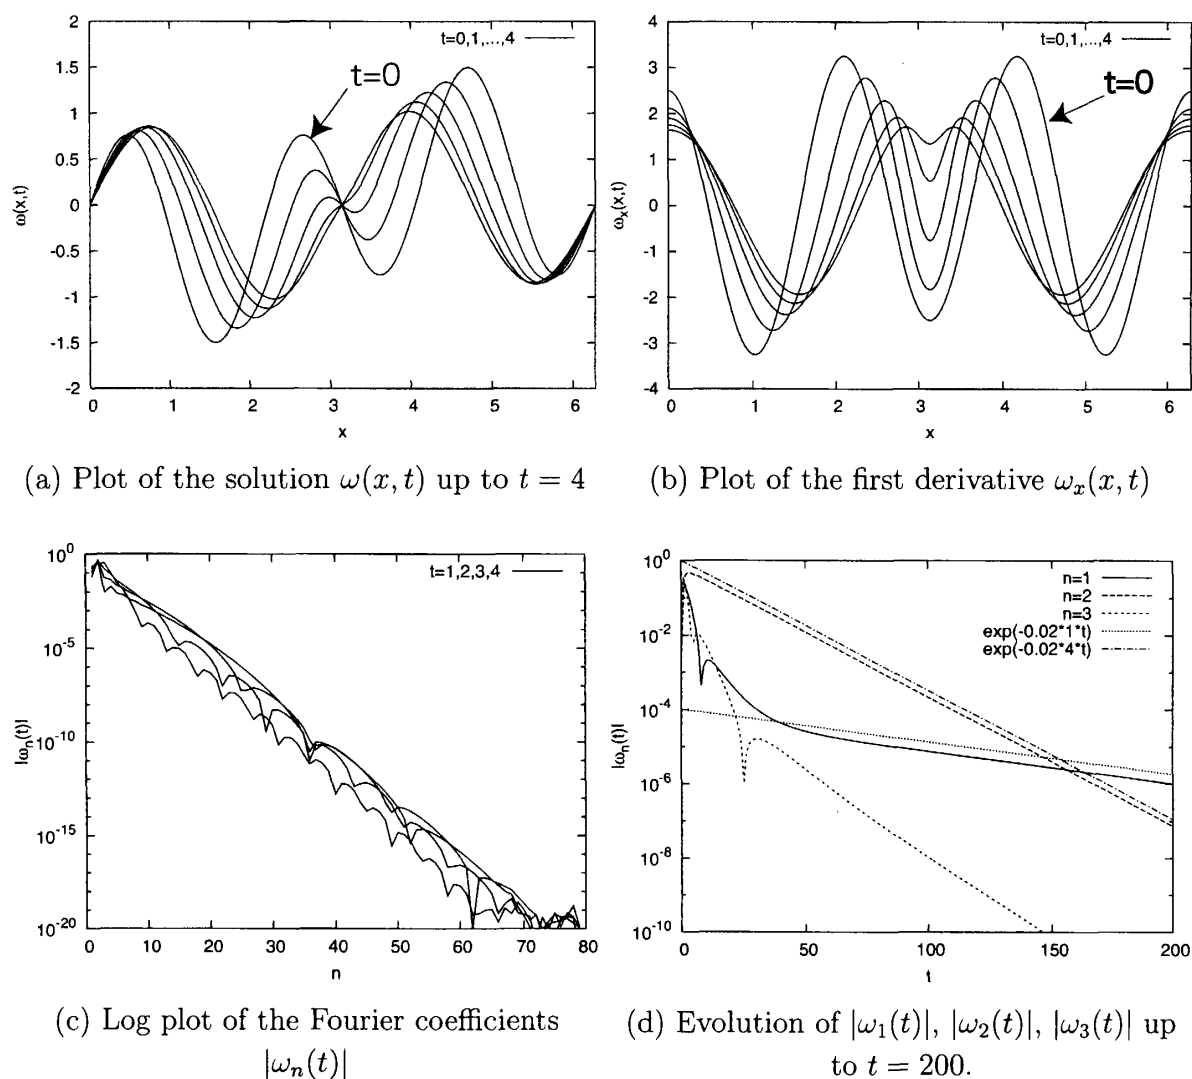 2
1.5
1
0.5
0
-0.5
-1
-1.5
-2
ω(x,t)
t=0,1,...,4
t=0
0 1 2 3 4 5 6
x
4
3
2
1
0
-1
-2
-3
-4
ω_x(x,t)
t=0,1,...,4
t=0
0 1 2 3 4 5 6
x
(a) Plot of the solution ω(x, t) up to t = 4
(b) Plot of the first derivative ω_x(x, t)
10^0
10^-5
10^-10
10^-15
10^-20
|ω_n(t)|
t=1,2,3,4
0 10 20 30 40 50 60 70 80
n
10^0
10^-2
10^-4
10^-6
10^-8
10^-10
|ω_n(t)|
n=1
n=2
n=3
exp(-0.02*1*t)
exp(-0.02*4*t)
0 50 100 150 200
t
(c) Log plot of the Fourier coefficients
|ω_n(t)|
(d) Evolution of |ω_1(t)|, |ω_2(t)|, |ω_3(t)| up
to t = 200.